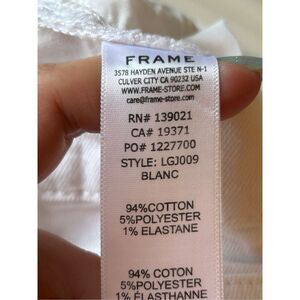 FRAME
3578 HAYDEN AVENUE STE N-1
CULVER CITY CA 90232 USA
WWW.FRAME-STORE.COM
care@frame-store.com
RN# 139021
CA# 19371
PO# 1227700
STYLE: LGJ009
BLANC
94%COTTON
5%POLYESTER
1% ELASTANE
94% COTON
5%POLYESTER
1% ÉLASTHANNE